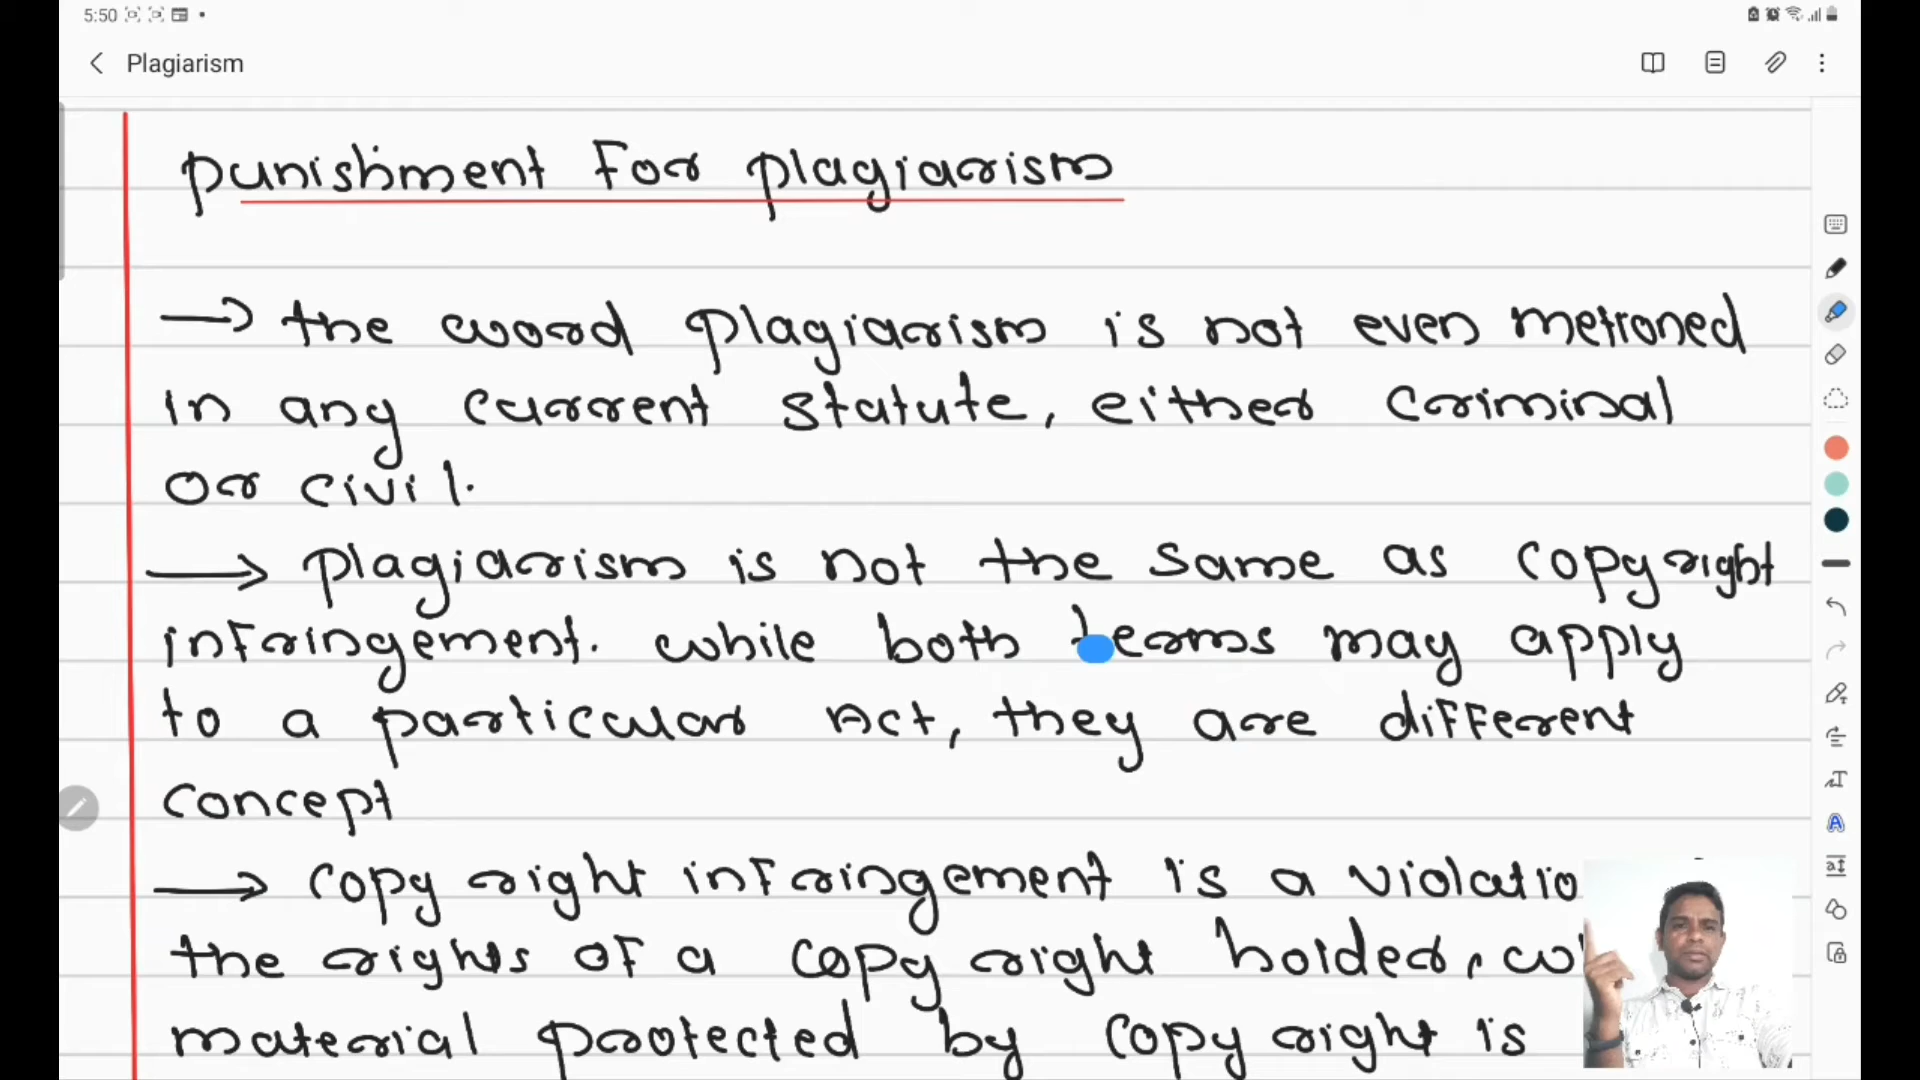 5:50
Plagiarism
punishment For plagiarism
→ the word plagiarism is not even metioned
in any current statute, either criminal
or civil.
→ plagiarism is not the same as copyright
infringement. while both terms may apply
to a particular Act, they are different
concept
→ copy right infringement is a violatio
the rights of a copy right holder,
material protected by copy right is